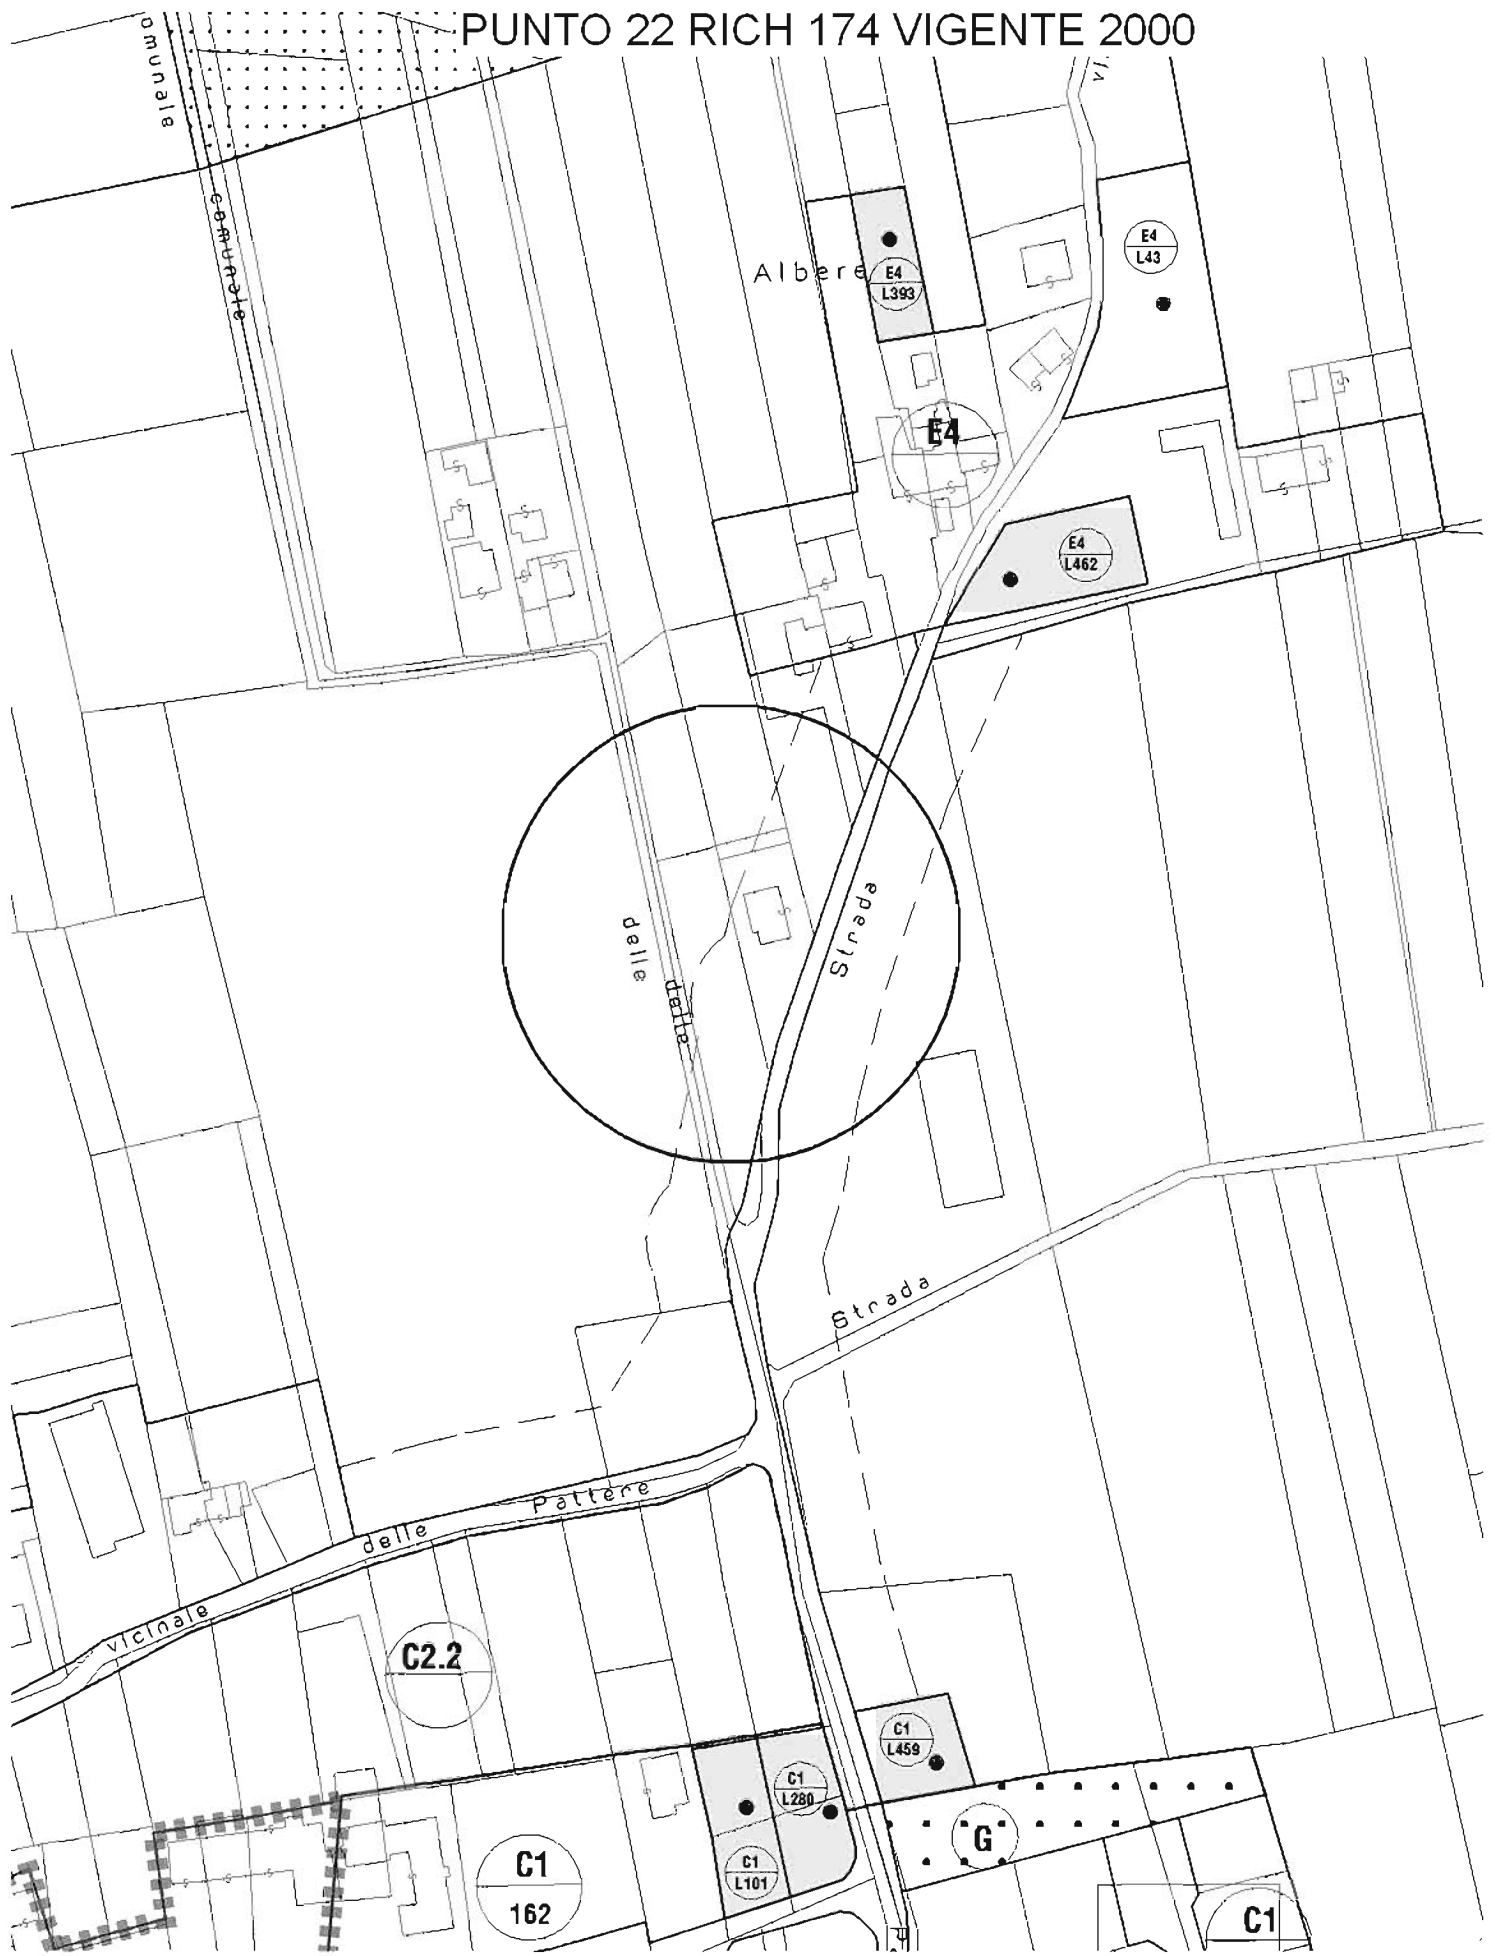 PUNTO 22 RICH 174 VIGENTE 2000
omunale
comunale
Albere
E4
L393
E4
L43
E4
E4
L462
delle
delle
Strada
Strada
delle
Pattere
vicinale
C2.2
C1
L459
C1
L280
C1
L101
G
C1
162
C1